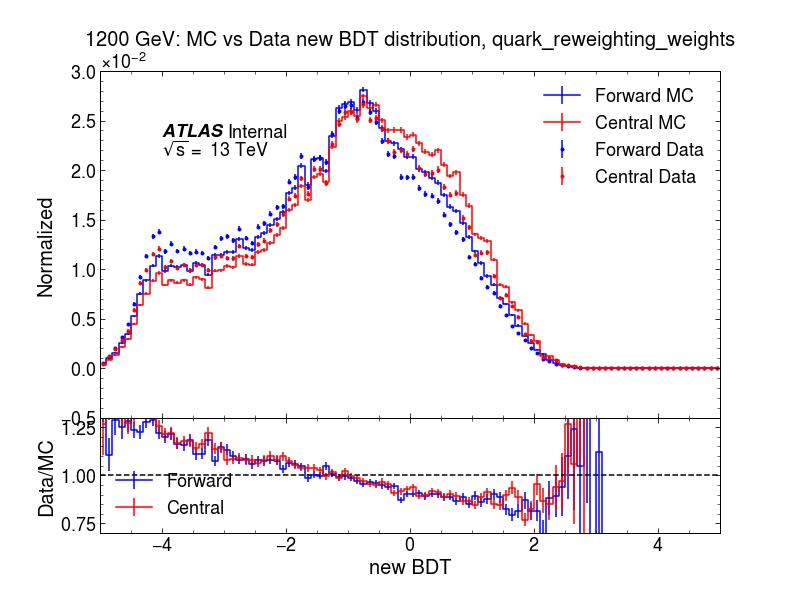 1200 GeV: MC vs Data new BDT distribution, quark_reweighting_weights
×10⁻²
3.0
2.5
2.0
1.5
1.0
0.5
0.0
0.5
Normalized
ATLAS Internal
√s = 13 TeV
Forward MC
Central MC
Forward Data
Central Data
1.25
1.00
0.75
Data/MC
Forward
Central
−4 −2 0 2 4
new BDT